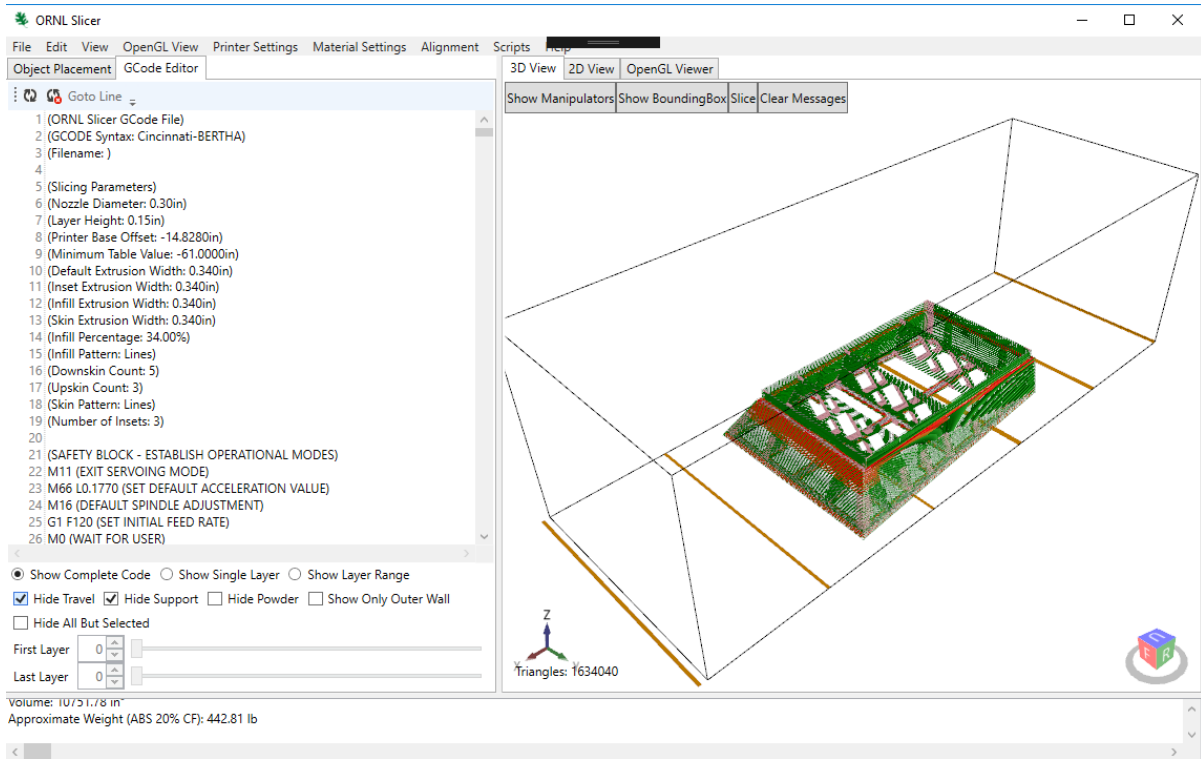 ORNL Slicer
File Edit View OpenGL View Printer Settings Material Settings Alignment Scripts Help
Object Placement GCode Editor
Goto Line
1 (ORNL Slicer GCode File)
2 (GCODE Syntax: Cincinnati-BERTHA)
3 (Filename: )
4
5 (Slicing Parameters)
6 (Nozzle Diameter: 0.30in)
7 (Layer Height: 0.15in)
8 (Printer Base Offset: -14.8280in)
9 (Minimum Table Value: -61.0000in)
10 (Default Extrusion Width: 0.340in)
11 (Inset Extrusion Width: 0.340in)
12 (Infill Extrusion Width: 0.340in)
13 (Skin Extrusion Width: 0.340in)
14 (Infill Percentage: 34.00%)
15 (Infill Pattern: Lines)
16 (Downskin Count: 5)
17 (Upskin Count: 3)
18 (Skin Pattern: Lines)
19 (Number of Insets: 3)
20
21 (SAFETY BLOCK - ESTABLISH OPERATIONAL MODES)
22 M11 (EXIT SERVOING MODE)
23 M66 L0.1770 (SET DEFAULT ACCELERATION VALUE)
24 M16 (DEFAULT SPINDLE ADJUSTMENT)
25 G1 F120 (SET INITIAL FEED RATE)
26 M0 (WAIT FOR USER)
Show Complete Code Show Single Layer Show Layer Range
Hide Travel Hide Support Hide Powder Show Only Outer Wall
Hide All But Selected
First Layer 0
Last Layer 0
3D View 2D View OpenGL Viewer
Show Manipulators Show BoundingBox Slice Clear Messages
Z
X
Triangles: 1634040
F R
Volume: 10751.78 in³
Approximate Weight (ABS 20% CF): 442.81 lb